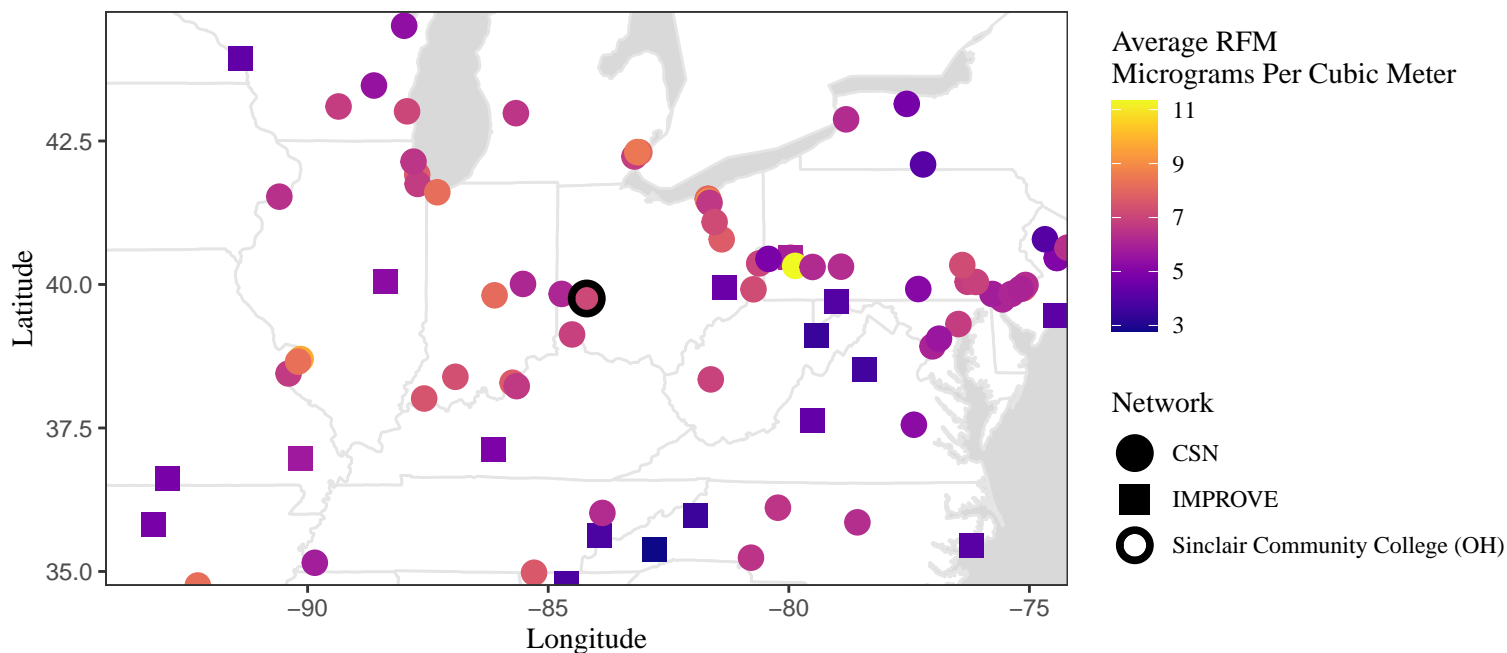 Latitude
42.5
40.0
37.5
35.0
−90
−85
−80
−75
Longitude
Average RFM
Micrograms Per Cubic Meter
11
9
7
5
3
Network
CSN
IMPROVE
Sinclair Community College (OH)